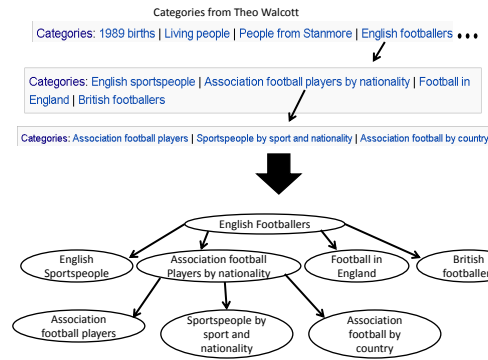 Categories from Theo Walcott
Categories: 1989 births | Living people | People from Stanmore | English footballers •••
Categories: English sportspeople | Association football players by nationality | Football in
England | British footballers
Categories: Association football players | Sportspeople by sport and nationality | Association football by country
English Footballers
English
Sportspeople
Association football
Players by nationality
Football in
England
British
footballer
Association
football players
Sportspeople by
sport and
nationality
Association
football by
country